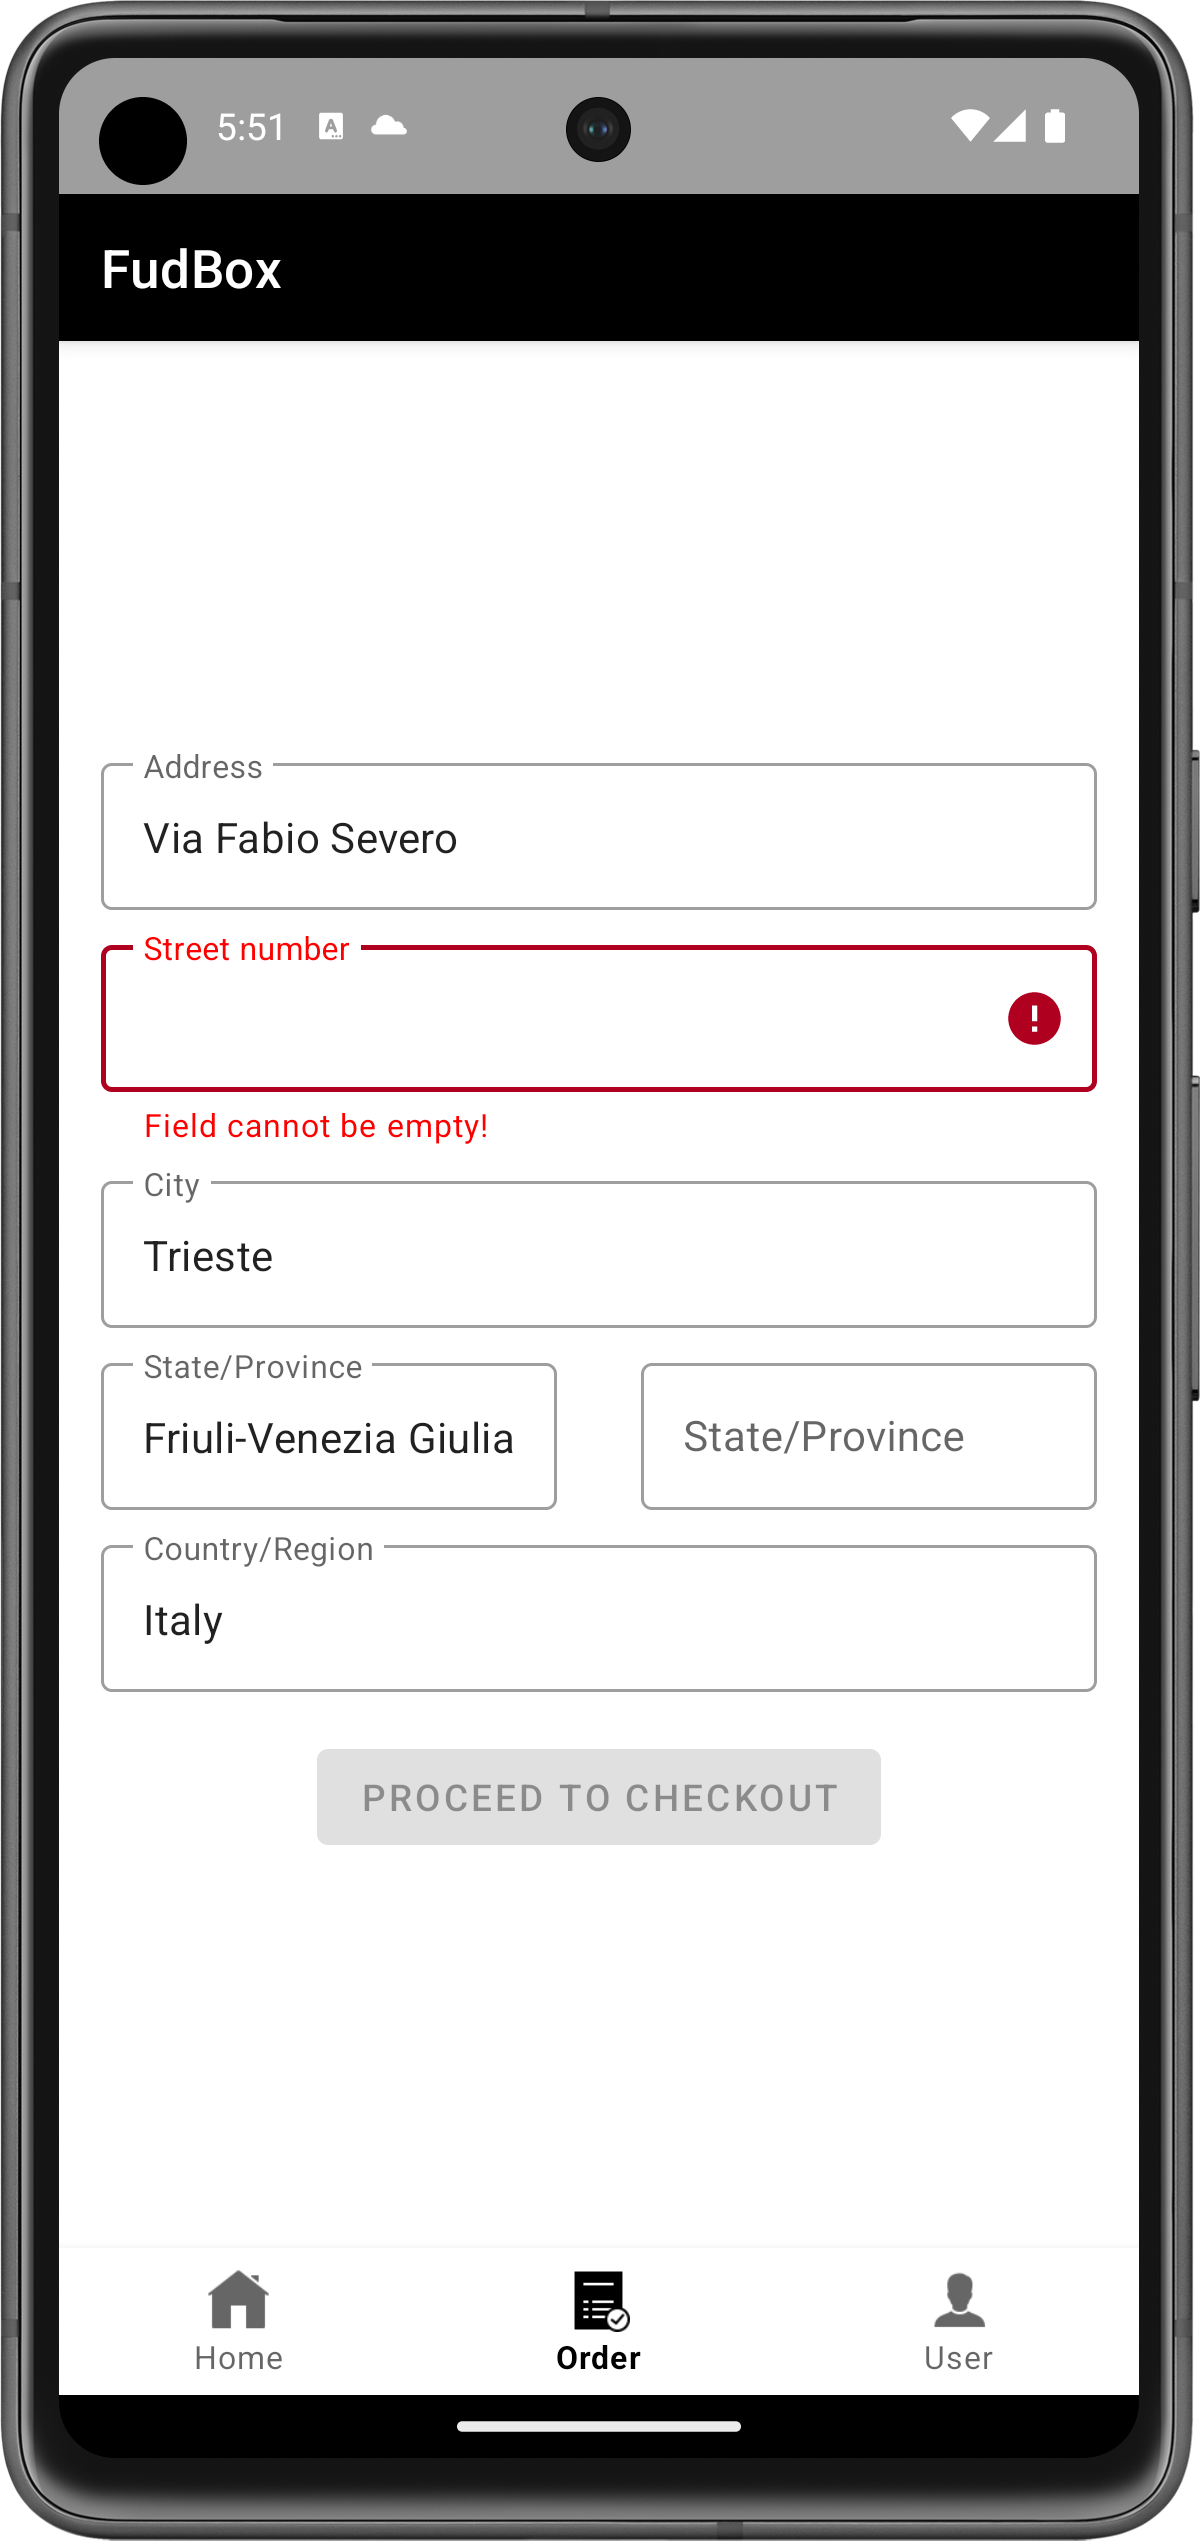 5:51
FudBox
Address
Via Fabio Severo
Street number
Field cannot be empty!
City
Trieste
State/Province
Friuli-Venezia Giulia
State/Province
Country/Region
Italy
PROCEED TO CHECKOUT
Home
Order
User